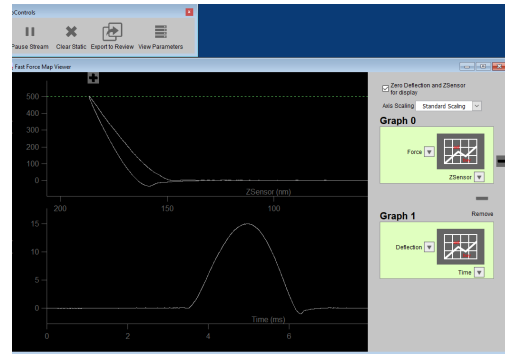 Controls
Pause Stream Clear Static Export to Review View Parameters
Fast Force Map Viewer
500
400
300
200
100
0
ZSensor (nm)
200 150 100
15
10
5
0
Time (ms)
0 2 4 6
Zero Deflection and ZSensor
for display
Axis Scaling Standard Scaling
Graph 0
Force
ZSensor
Remove
Graph 1
Deflection
Time